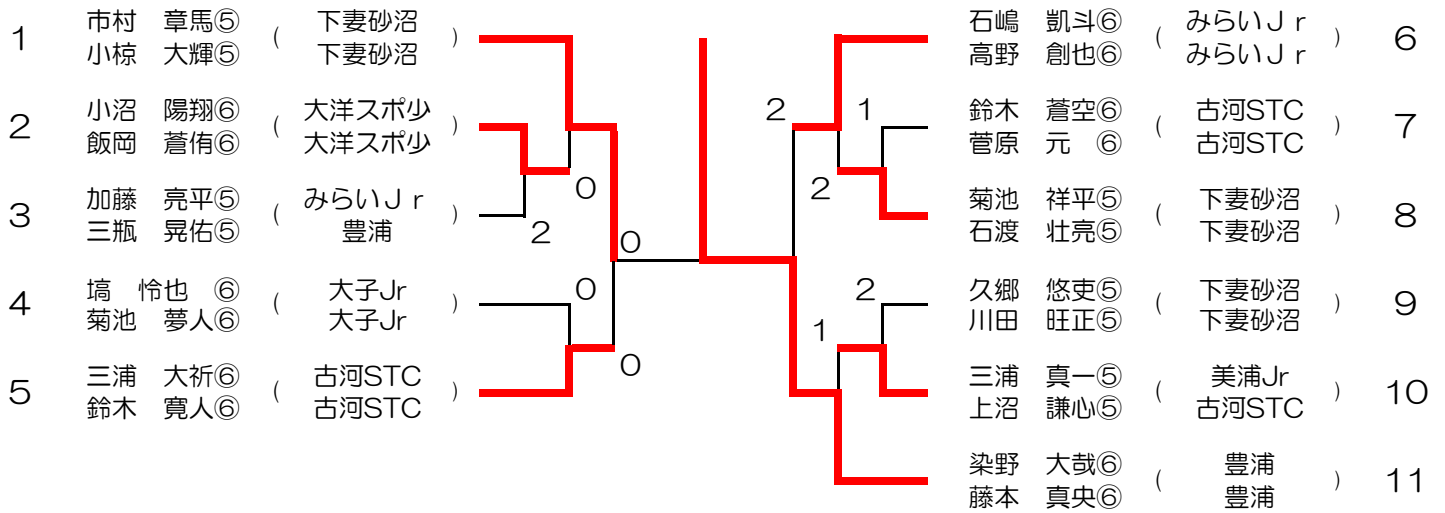 1 市村 章馬⑤ ( 下妻砂沼 )
小椋 大輝⑤ 下妻砂沼
2 小沼 陽翔⑥ ( 大洋スポ少 )
飯岡 蒼侑⑥ 大洋スポ少
0
3 加藤 亮平⑤ ( みらいJr )
三瓶 晃佑⑤ 豊浦
2
0
4 塙 怜也 ⑥ ( 大子Jr )
菊池 夢人⑥ 大子Jr
0
0
5 三浦 大祈⑥ ( 古河STC )
鈴木 寛人⑥ 古河STC
石嶋 凱斗⑥ ( みらいJr ) 6
高野 創也⑥ みらいJr
2
1
鈴木 蒼空⑥ ( 古河STC ) 7
菅原 元 ⑥ 古河STC
2
菊池 祥平⑤ ( 下妻砂沼 ) 8
石渡 壮亮⑤ 下妻砂沼
2
久郷 悠吏⑤ ( 下妻砂沼 ) 9
川田 旺正⑤ 下妻砂沼
1
三浦 真一⑤ ( 美浦Jr ) 10
上沼 謙心⑤ 古河STC
染野 大哉⑥ ( 豊浦 ) 11
藤本 真央⑥ 豊浦